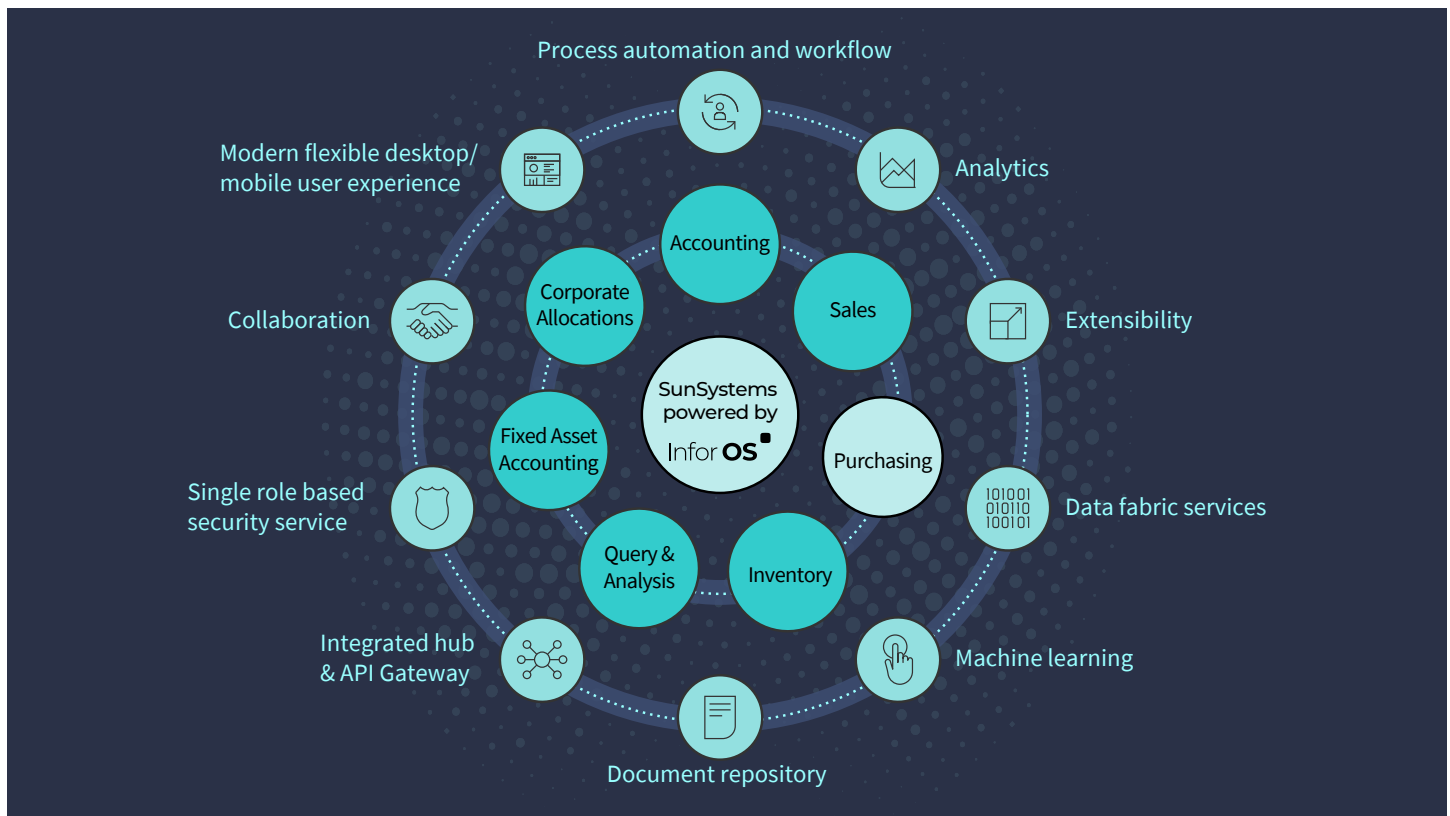 Process automation and workflow
Modern flexible desktop/
mobile user experience
Analytics
Accounting
Corporate
Allocations
Sales
Collaboration
Extensibility
SunSystems
powered by
Infor OS
Fixed Asset
Accounting
Purchasing
Single role based
security service
101001
010110
100101
Data fabric services
Query &
Analysis
Inventory
Integrated hub
& API Gateway
Machine learning
Document repository